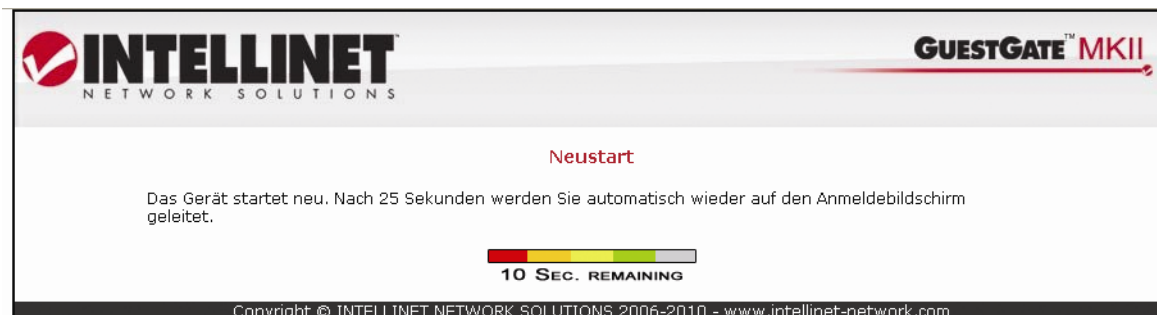 INTELLINET
NETWORK SOLUTIONS
GUESTGATE™ MKII
Neustart
Das Gerät startet neu. Nach 25 Sekunden werden Sie automatisch wieder auf den Anmeldebildschirm
geleitet.
10 SEC. REMAINING
Copyright © INTELLINET NETWORK SOLUTIONS 2006-2010 - www.intellinet-network.com